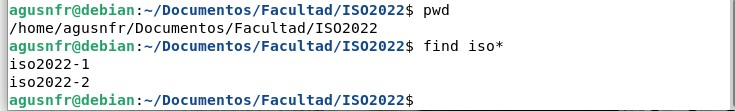 agusnfr@debian:~/Documentos/Facultad/ISO2022$ pwd
/home/agusnfr/Documentos/Facultad/ISO2022
agusnfr@debian:~/Documentos/Facultad/ISO2022$ find iso*
iso2022-1
iso2022-2
agusnfr@debian:~/Documentos/Facultad/ISO2022$